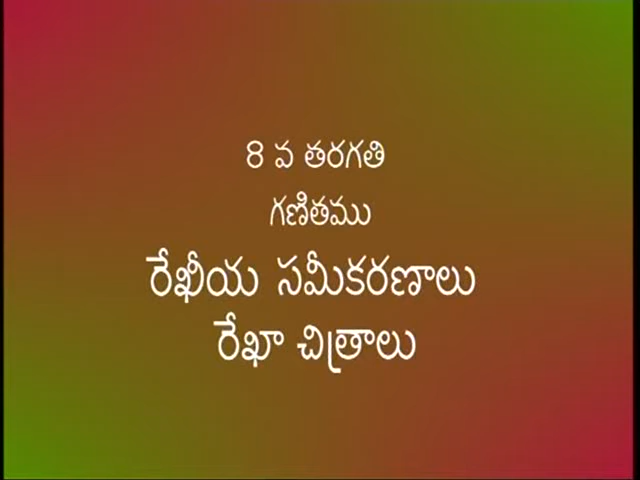 8 వ తరగతి
గణితము
రేఖీయ సమీకరణాలు
రేఖా చిత్రాలు